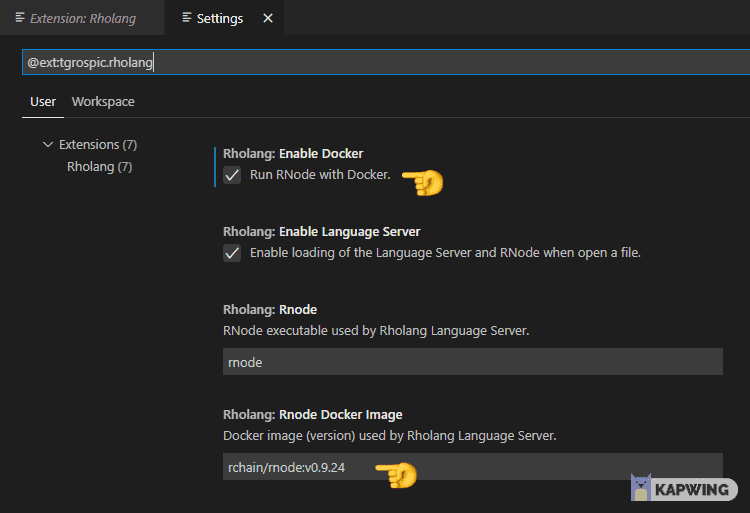 Extension: Rholang
Settings
@ext:tgrospic.rholang
User Workspace
Extensions (7)
Rholang (7)
Rholang: Enable Docker
Run RNode with Docker.
Rholang: Enable Language Server
Enable loading of the Language Server and RNode when open a file.
Rholang: Rnode
RNode executable used by Rholang Language Server.
rnode
Rholang: Rnode Docker Image
Docker image (version) used by Rholang Language Server.
rchain/rnode:v0.9.24
KAPWING